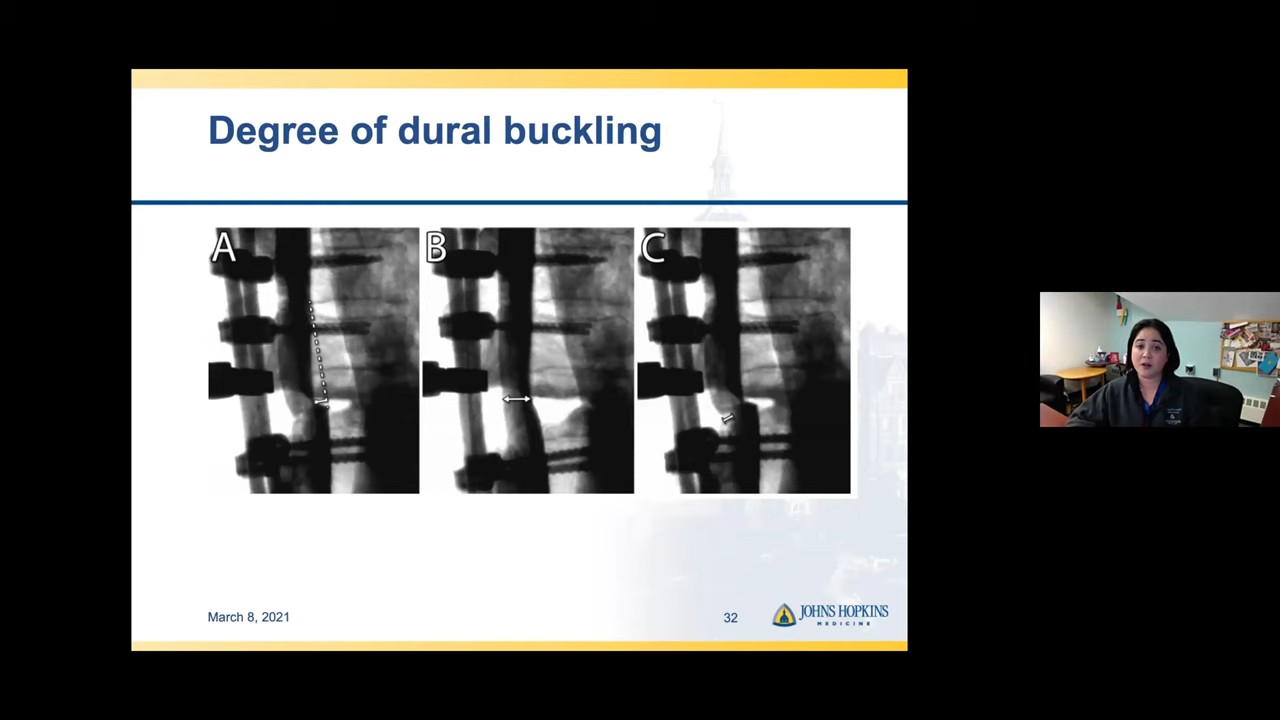 Degree of dural buckling
A
B
C
March 8, 2021
32
JOHNS HOPKINS
MEDICINE